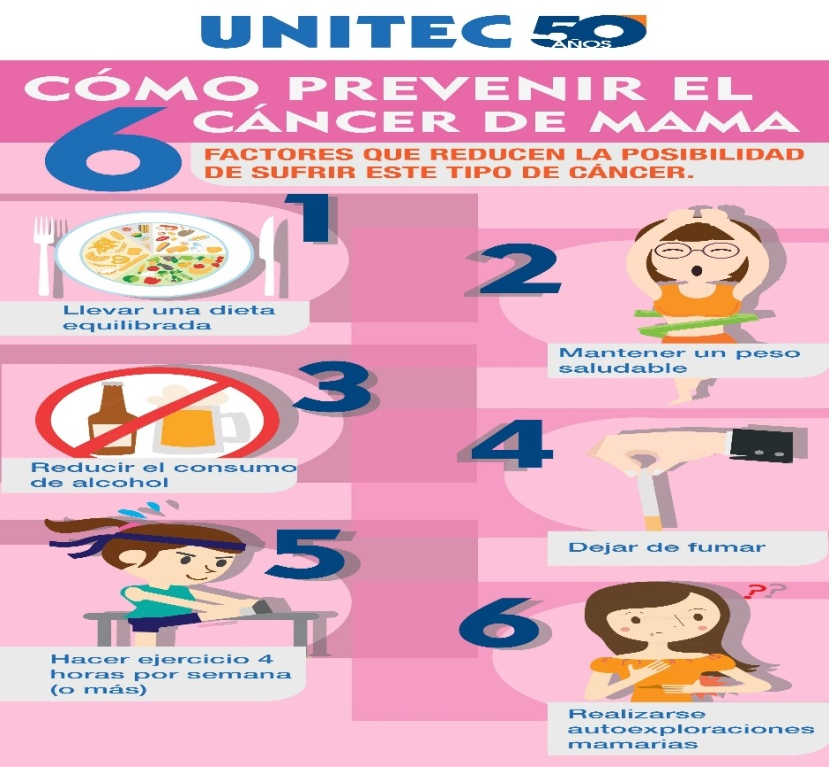 UNITEC 50
AÑOS
CÓMO PREVENIR EL
CÁNCER DE MAMA
6
FACTORES QUE REDUCEN LA POSIBILIDAD
DE SUFRIR ESTE TIPO DE CÁNCER.
1
Llevar una dieta
equilibrada
2
Mantener un peso
saludable
3
Reducir el consumo
de alcohol
4
Dejar de fumar
5
Hacer ejercicio 4
horas por semana
(o más)
6
??
Realizarse
autoexploraciones
mamarias